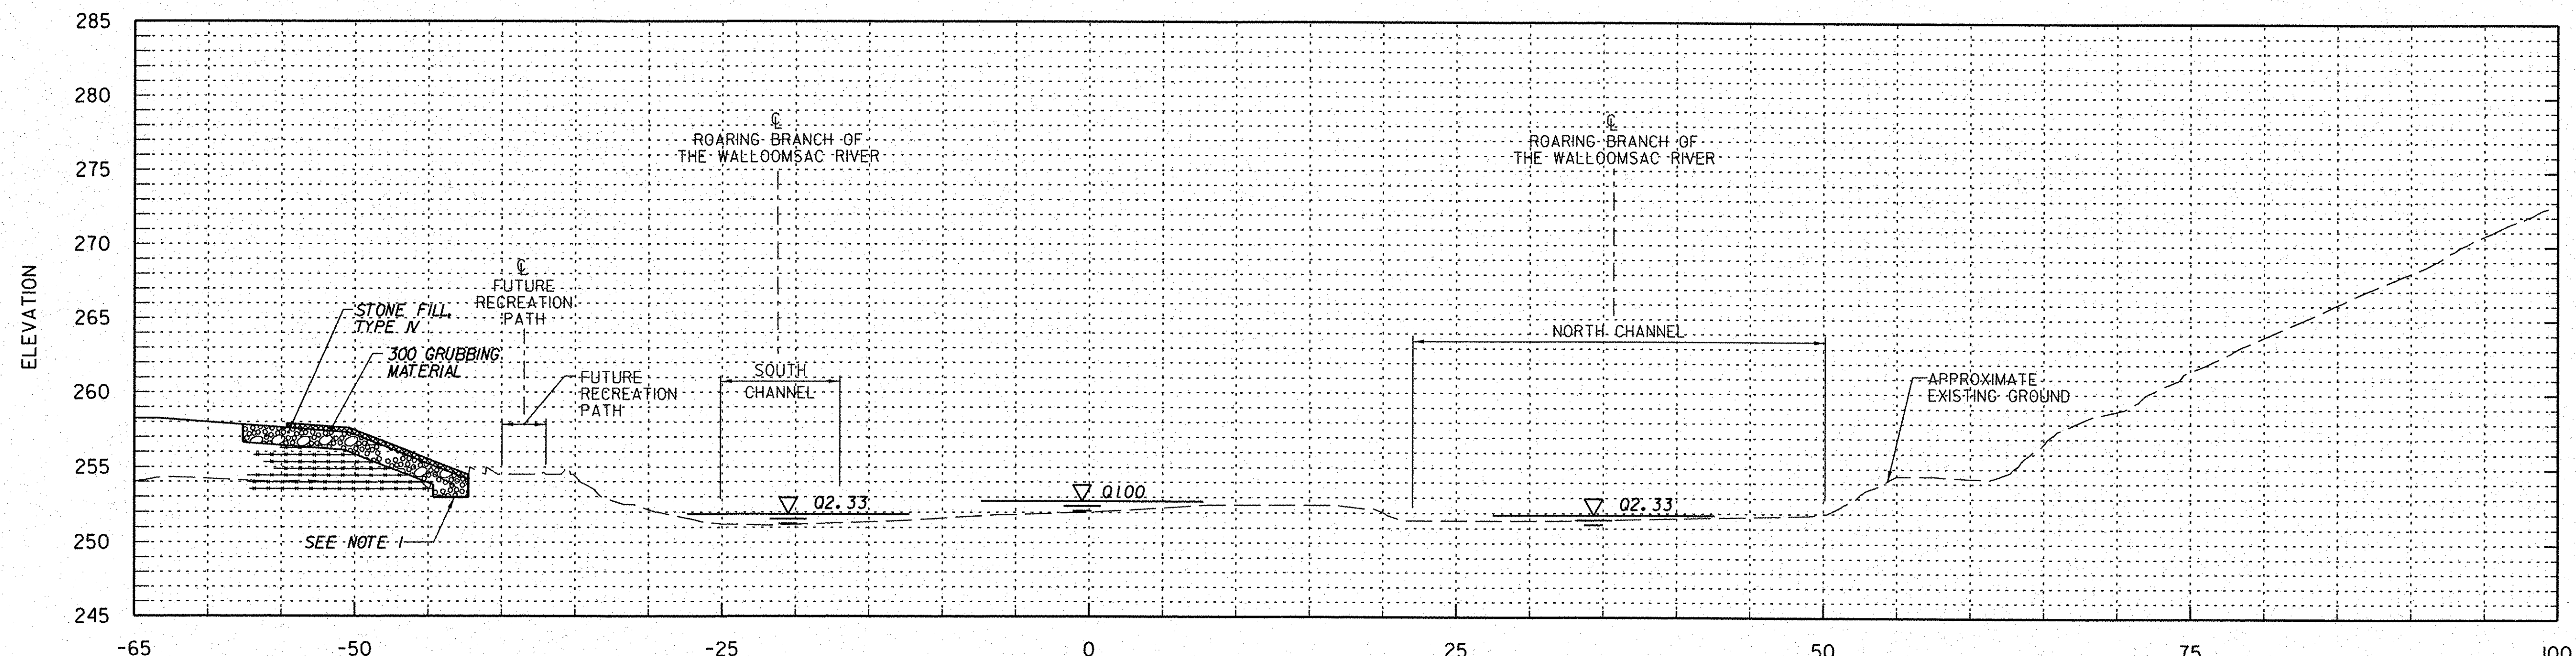 285
280
275
270
265
260
255
250
245
ELEVATION
℄
ROARING BRANCH OF
THE WALLOOMSAC RIVER
℄
ROARING BRANCH OF
THE WALLOOMSAC RIVER
℄
FUTURE
RECREATION
PATH
STONE FILL,
TYPE IV
300 GRUBBING
MATERIAL
FUTURE
RECREATION
PATH
SOUTH
CHANNEL
NORTH CHANNEL
APPROXIMATE
EXISTING GROUND
Q2.33
Q100
Q2.33
SEE NOTE 1
-65 -50 -25 0 25 50 75 100